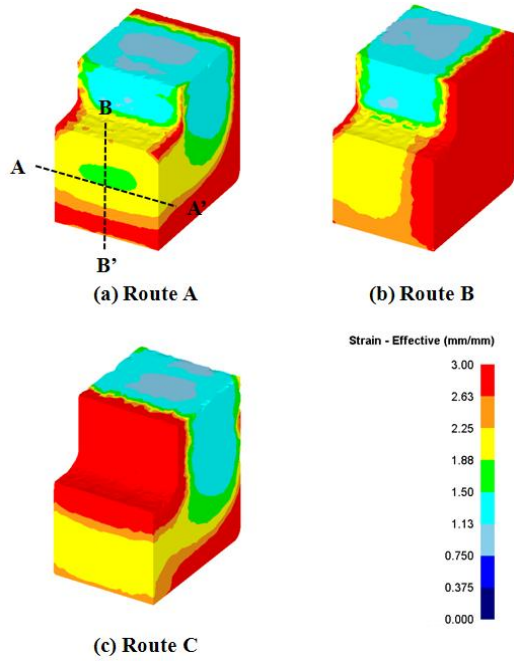 B
A
A'
B'
(a) Route A
(b) Route B
Strain - Effective (mm/mm)
3.00
2.63
2.25
1.88
1.50
1.13
0.750
0.375
0.000
(c) Route C